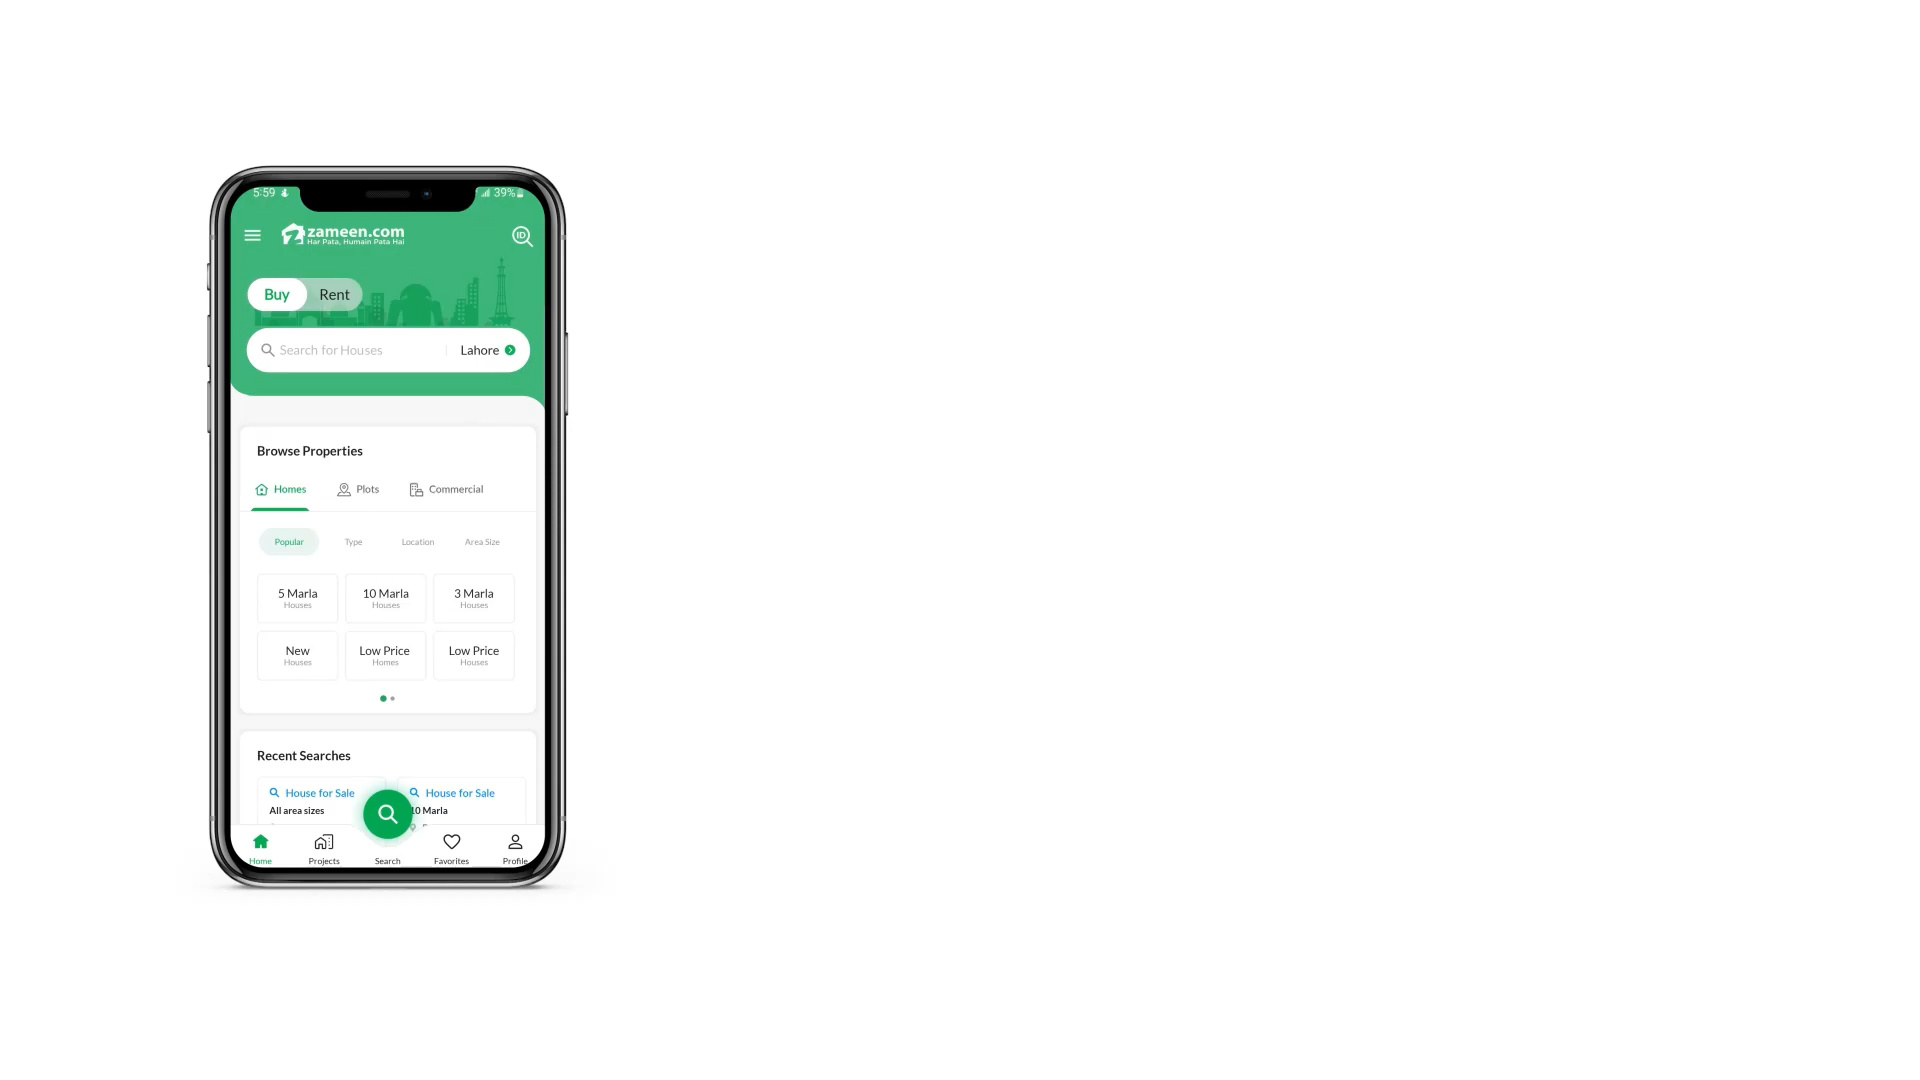 5:59
39%
zameen.com
Har Pata, Humain Pata Hai
ID
Buy Rent
Search for Houses Lahore
Browse Properties
Homes Plots Commercial
Popular Type Location Area Size
5 Marla 10 Marla 3 Marla
Houses Houses Houses
New Low Price Low Price
Houses Homes Houses
Recent Searches
House for Sale House for Sale
All area sizes 10 Marla
Home Projects Search Favorites Profile